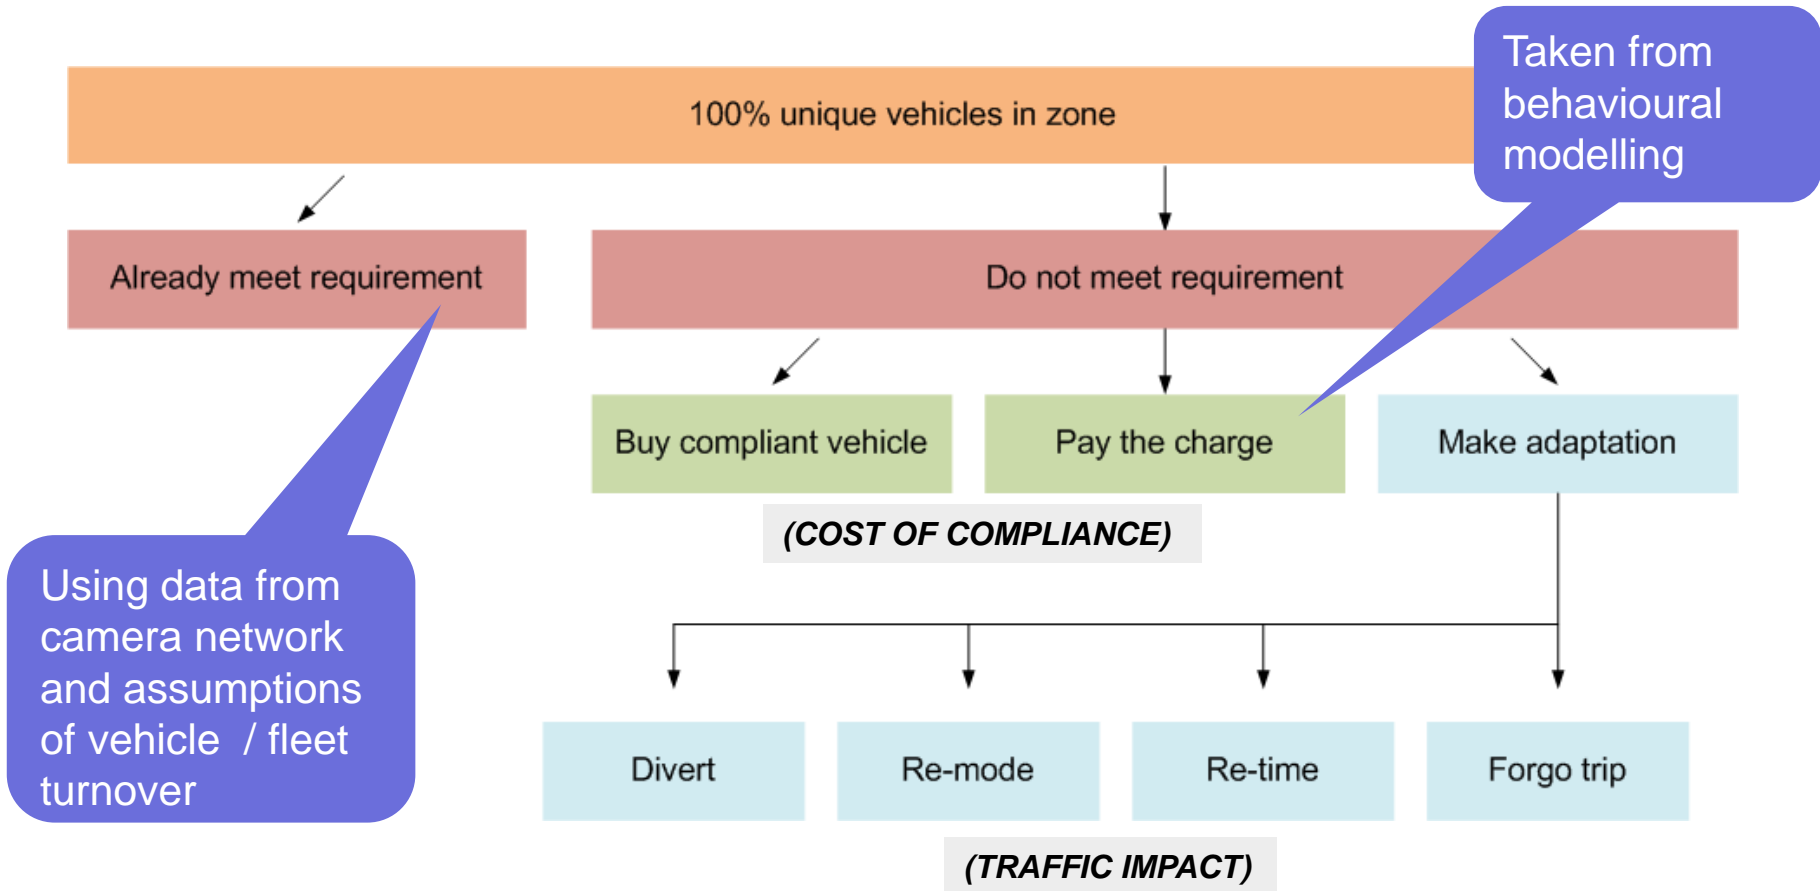 Taken from
behavioural
modelling
100% unique vehicles in zone
Already meet requirement
Do not meet requirement
Buy compliant vehicle
Pay the charge
Make adaptation
(COST OF COMPLIANCE)
Using data from
camera network
and assumptions
of vehicle / fleet
turnover
Divert
Re-mode
Re-time
Forgo trip
(TRAFFIC IMPACT)